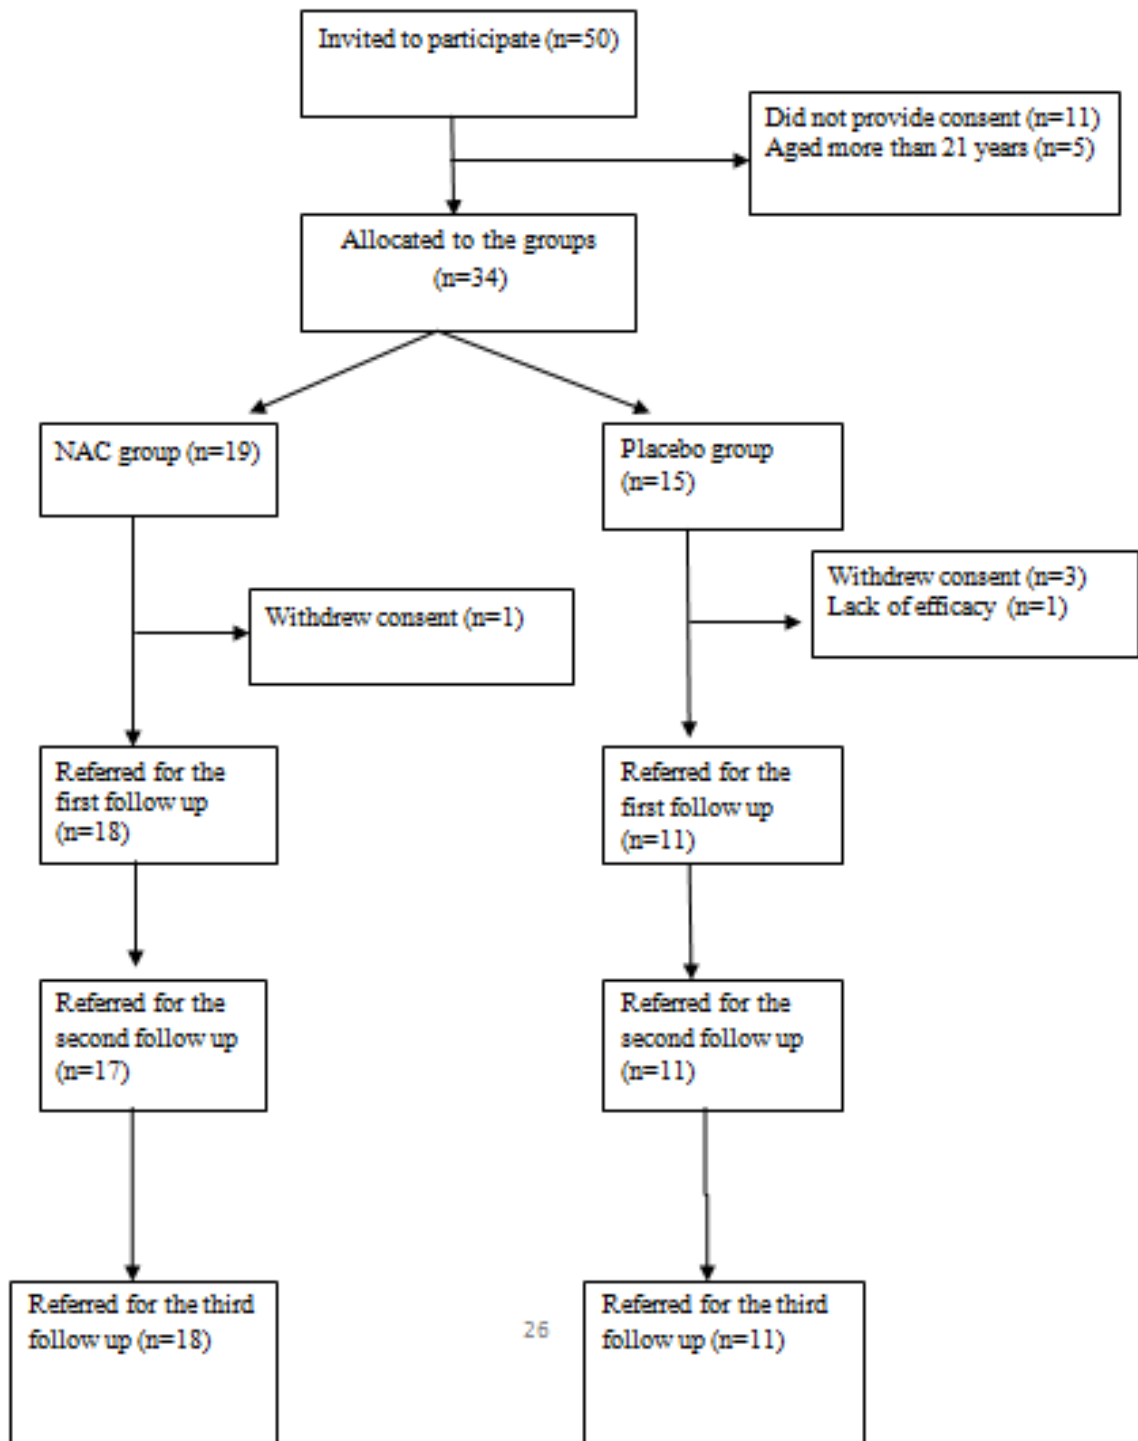 Invited to participate (n=50)
Did not provide consent (n=11)
Aged more than 21 years (n=5)
Allocated to the groups
(n=34)
NAC group (n=19)
Placebo group
(n=15)
Withdrew consent (n=1)
Withdrew consent (n=3)
Lack of efficacy (n=1)
Referred for the
first follow up
(n=18)
Referred for the
first follow up
(n=11)
Referred for the
second follow up
(n=17)
Referred for the
second follow up
(n=11)
Referred for the third
follow up (n=18)
26
Referred for the third
follow up (n=11)